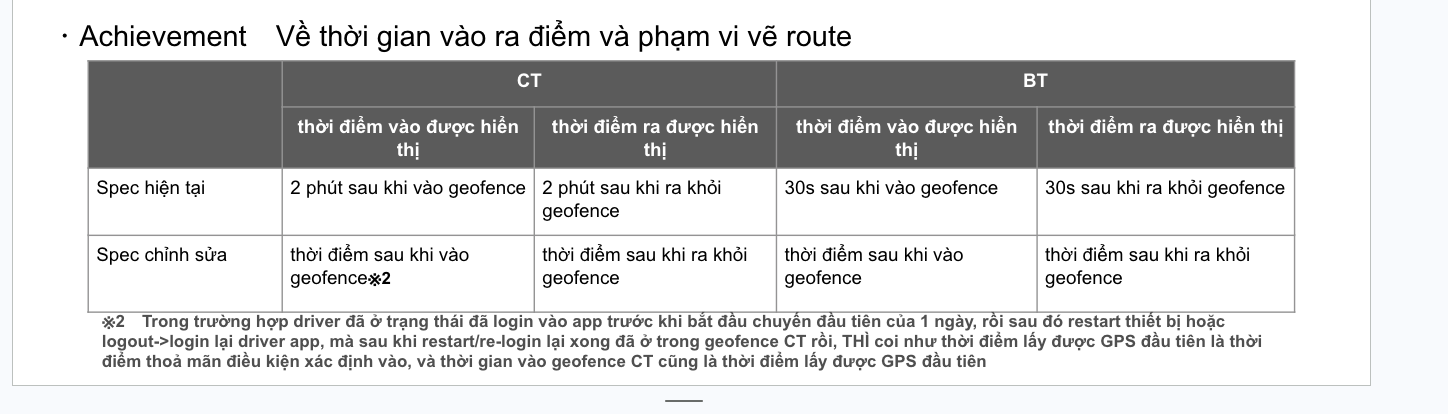 ・Achievement　Về thời gian vào ra điểm và phạm vi vẽ route
CT
BT
thời điểm vào được hiển
thị
thời điểm ra được hiển
thị
thời điểm vào được hiển
thị
thời điểm ra được hiển thị
Spec hiện tại
2 phút sau khi vào geofence
2 phút sau khi ra khỏi
geofence
30s sau khi vào geofence
30s sau khi ra khỏi geofence
Spec chỉnh sửa
thời điểm sau khi vào
geofence※2
thời điểm sau khi ra khỏi
geofence
thời điểm sau khi vào
geofence
thời điểm sau khi ra khỏi
geofence
※2　Trong trường hợp driver đã ở trạng thái đã login vào app trước khi bắt đầu chuyến đầu tiên của 1 ngày, rồi sau đó restart thiết bị hoặc
logout->login lại driver app, mà sau khi restart/re-login lại xong đã ở trong geofence CT rồi, THÌ coi như thời điểm lấy được GPS đầu tiên là thời
điểm thoả mãn điều kiện xác định vào, và thời gian vào geofence CT cũng là thời điểm lấy được GPS đầu tiên